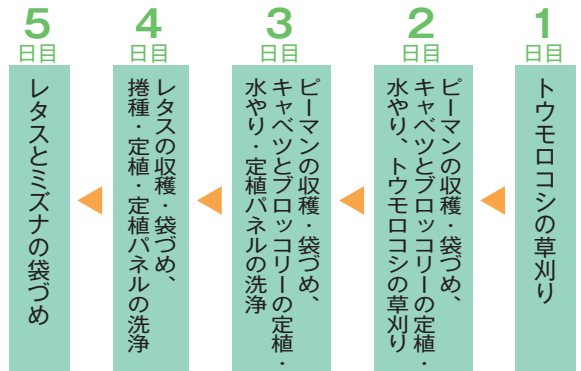 1
日目
トウモロコシの草刈り
2
日目
ピーマンの収穫・袋づめ、
キャベツとブロッコリーの定植・
水やり、トウモロコシの草刈り
3
日目
ピーマンの収穫・袋づめ、
キャベツとブロッコリーの定植・
水やり・定植パネルの洗浄
4
日目
レタスの収穫・袋づめ、
捲種・定植・定植パネルの洗浄
5
日目
レタスとミズナの袋づめ